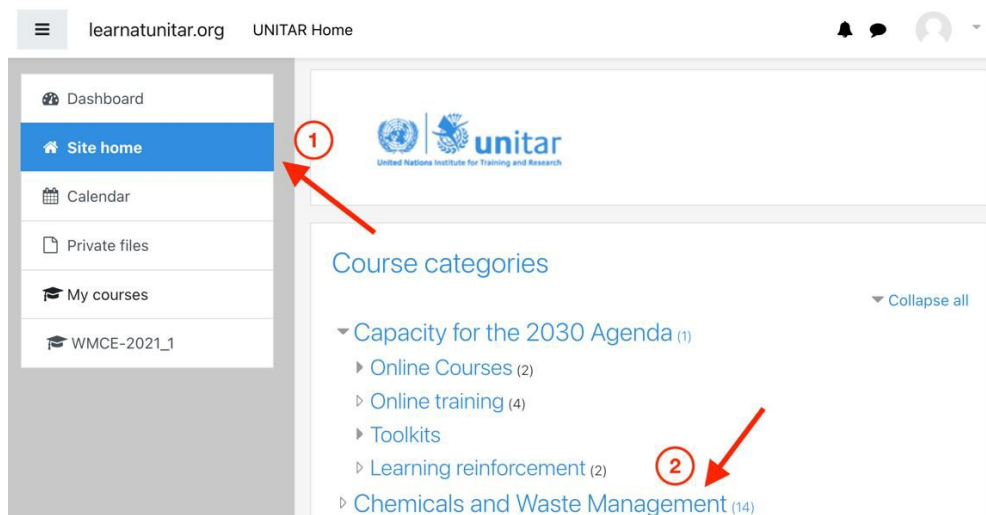 learnatunitar.org UNITAR Home
Dashboard
Site home
Calendar
Private files
My courses
WMCE-2021_1
1
unitar
United Nations Institute for Training and Research
Course categories
Collapse all
Capacity for the 2030 Agenda (1)
Online Courses (2)
Online training (4)
Toolkits
Learning reinforcement (2)
2
Chemicals and Waste Management (14)